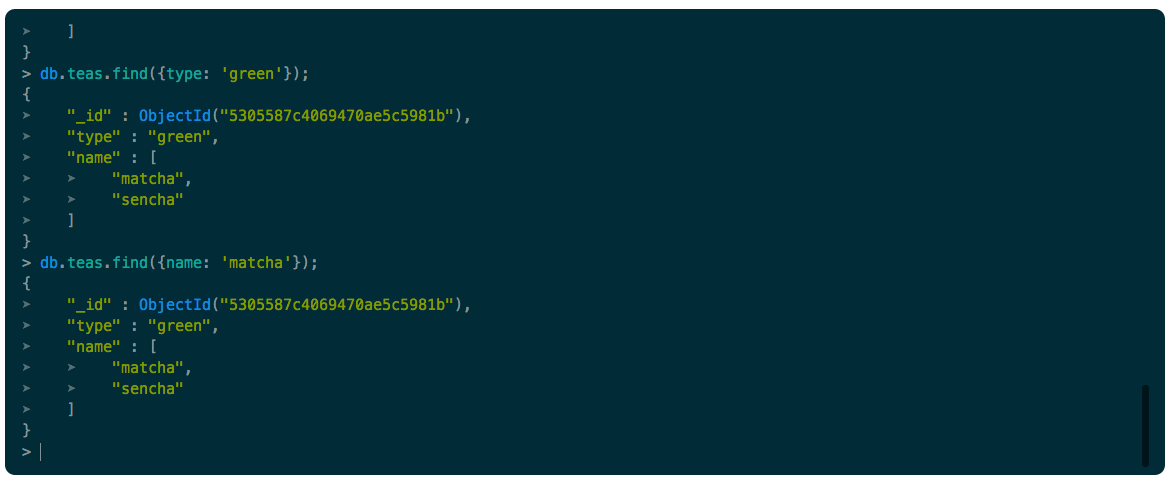 ➤    ]
}
> db.teas.find({type: 'green'});
{
➤    "_id" : ObjectId("5305587c4069470ae5c5981b"),
➤    "type" : "green",
➤    "name" : [
➤    ➤    "matcha",
➤    ➤    "sencha"
➤    ]
}
> db.teas.find({name: 'matcha'});
{
➤    "_id" : ObjectId("5305587c4069470ae5c5981b"),
➤    "type" : "green",
➤    "name" : [
➤    ➤    "matcha",
➤    ➤    "sencha"
➤    ]
}
>